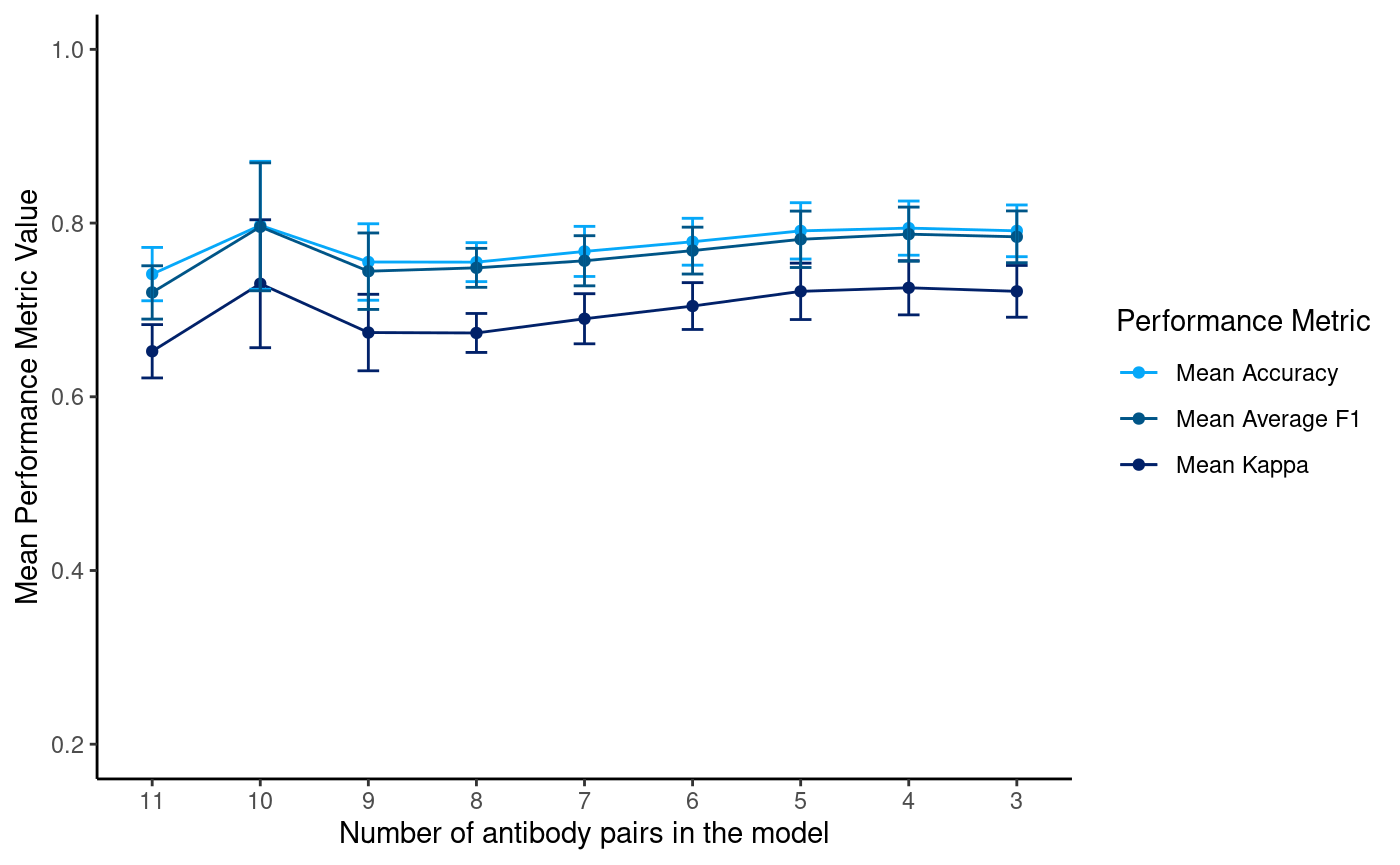 Mean Performance Metric Value
1.0
0.8
0.6
0.4
0.2
11 10 9 8 7 6 5 4 3
Number of antibody pairs in the model
Performance Metric
Mean Accuracy
Mean Average F1
Mean Kappa